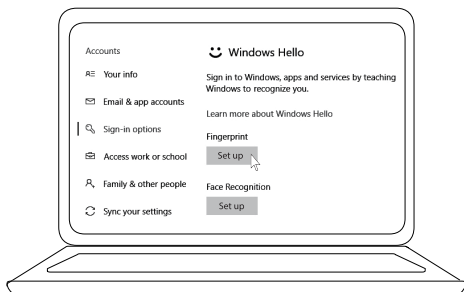 Accounts
Your info
Email & app accounts
Sign-in options
Access work or school
Family & other people
Sync your settings
Windows Hello
Sign in to Windows, apps and services by teaching
Windows to recognize you.
Learn more about Windows Hello
Fingerprint
Set up
Face Recognition
Set up